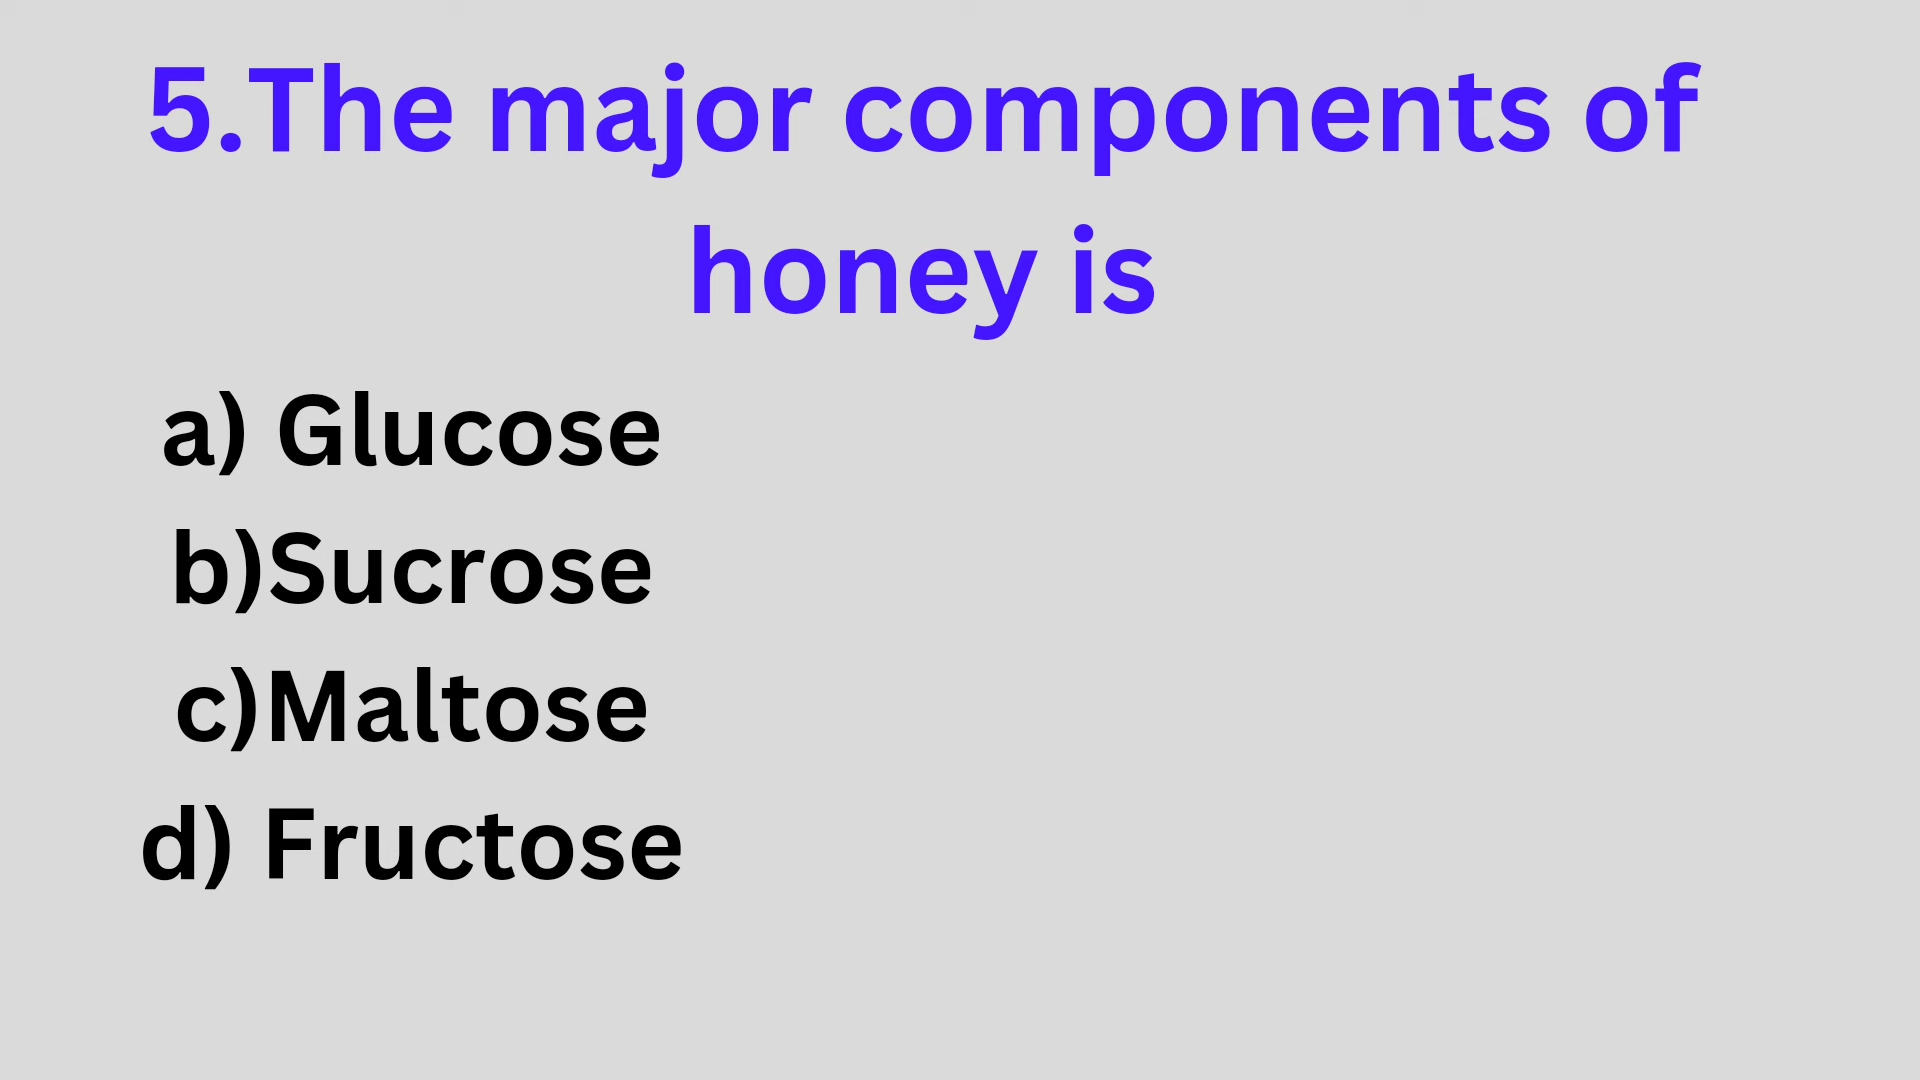 5.The major components of
honey is
a) Glucose
b)Sucrose
c)Maltose
d) Fructose